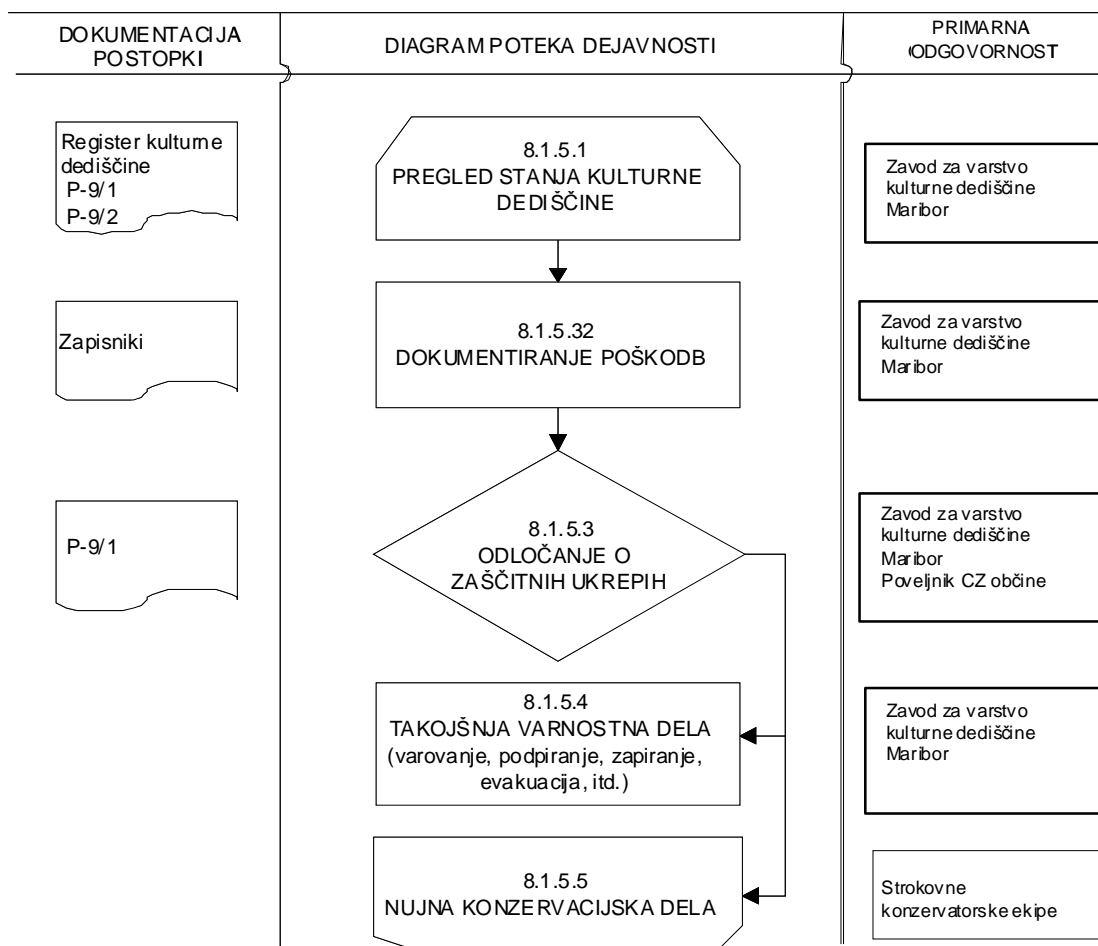 DOKUMENTACIJA
POSTOPKI
DIAGRAM POTEKA DEJAVNOSTI
PRIMARNA
ODGOVORNOST
Register kulturne
dediščine
P-9/1
P-9/2
8.1.5.1
PREGLED STANJA KULTURNE
DEDIŠČINE
Zavod za varstvo
kulturne dediščine
Maribor
Zapisniki
8.1.5.32
DOKUMENTIRANJE POŠKODB
Zavod za varstvo
kulturne dediščine
Maribor
P-9/1
8.1.5.3
ODLOČANJE O
ZAŠČITNIH UKREPIH
Zavod za varstvo
kulturne dediščine
Maribor
Poveljnik CZ občine
8.1.5.4
TAKOJŠNJA VARNOSTNA DELA
(varovanje, podpiranje, zapiranje,
evakuacija, itd.)
Zavod za varstvo
kulturne dediščine
Maribor
8.1.5.5
NUJNA KONZERVACIJSKA DELA
Strokovne
konzervatorske ekipe